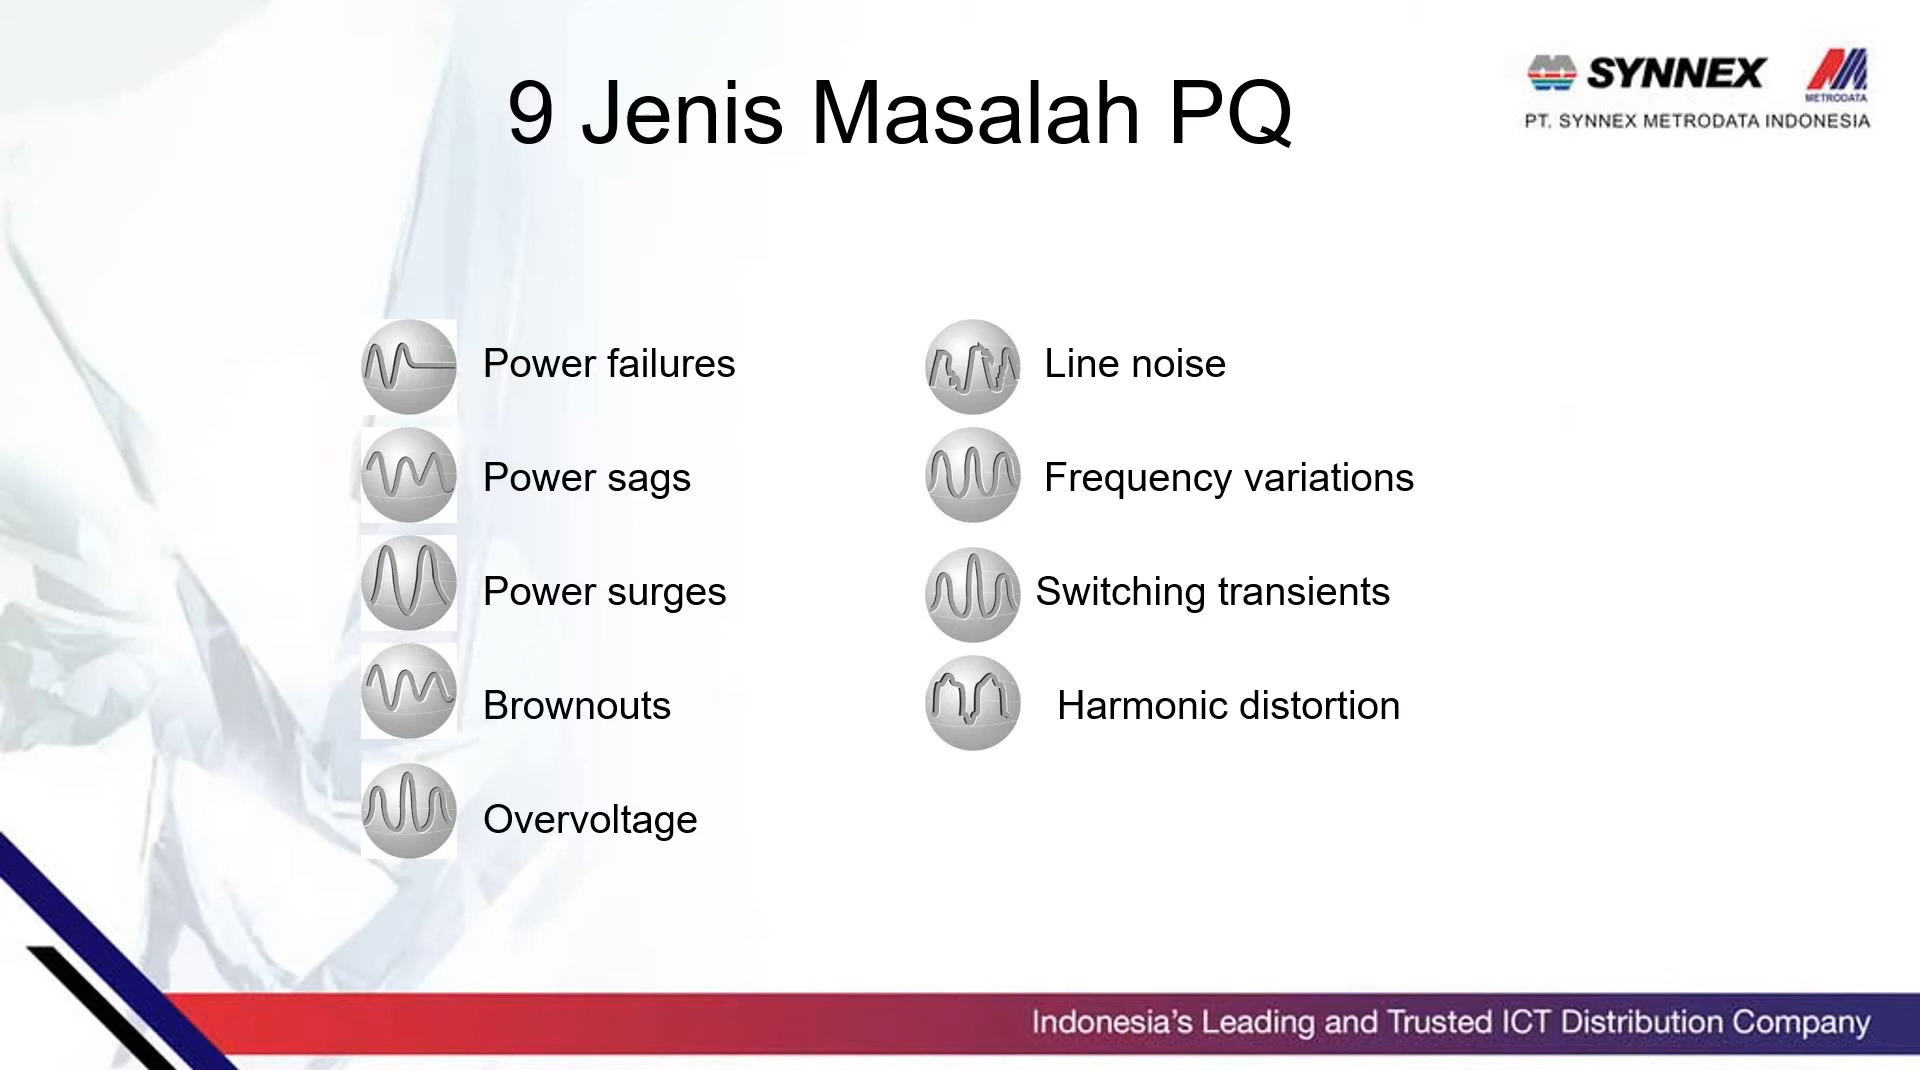 9 Jenis Masalah PQ
SYNNEX
METRODATA
PT. SYNNEX METRODATA INDONESIA
Power failures
Power sags
Power surges
Brownouts
Overvoltage
Line noise
Frequency variations
Switching transients
Harmonic distortion
Indonesia's Leading and Trusted ICT Distribution Company